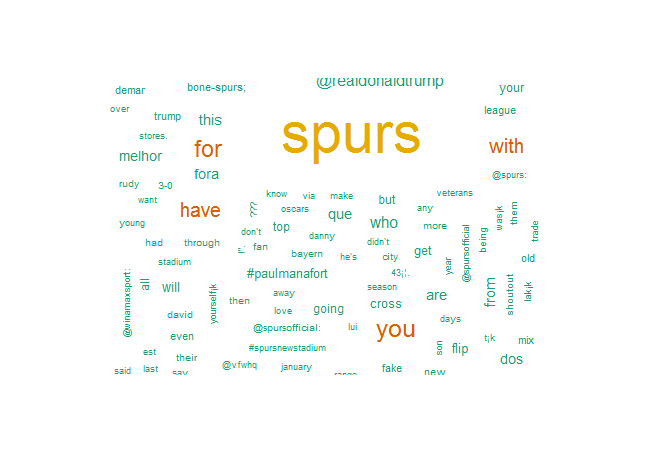 @realdonaldtrump
demar
bone-spurs;
your
over
trump
this
league
spurs
stores.
for
with
melhor
fora
@spurs:
rudy
3-0
want
know
via
make
but
veterans
have
???
oscars
que
any
wasjk
them
young
top
who
more
don't
danny
trade
had
through
fan
didn't
@spursofficial
being
bayern
he's
city
get
old
stadium
year
#paulmanafort
43¡¦.
all
will
yourselfjk
away
season
are
from
shoutout
lakjk
@winamaxsport:
then
love
going
cross
david
@spursofficial:
lui
you
days
even
t¡k
mix
#spursnewstadium
son
flip
est
their
dos
said
last
say
@vfwhq
january
range
fake
new